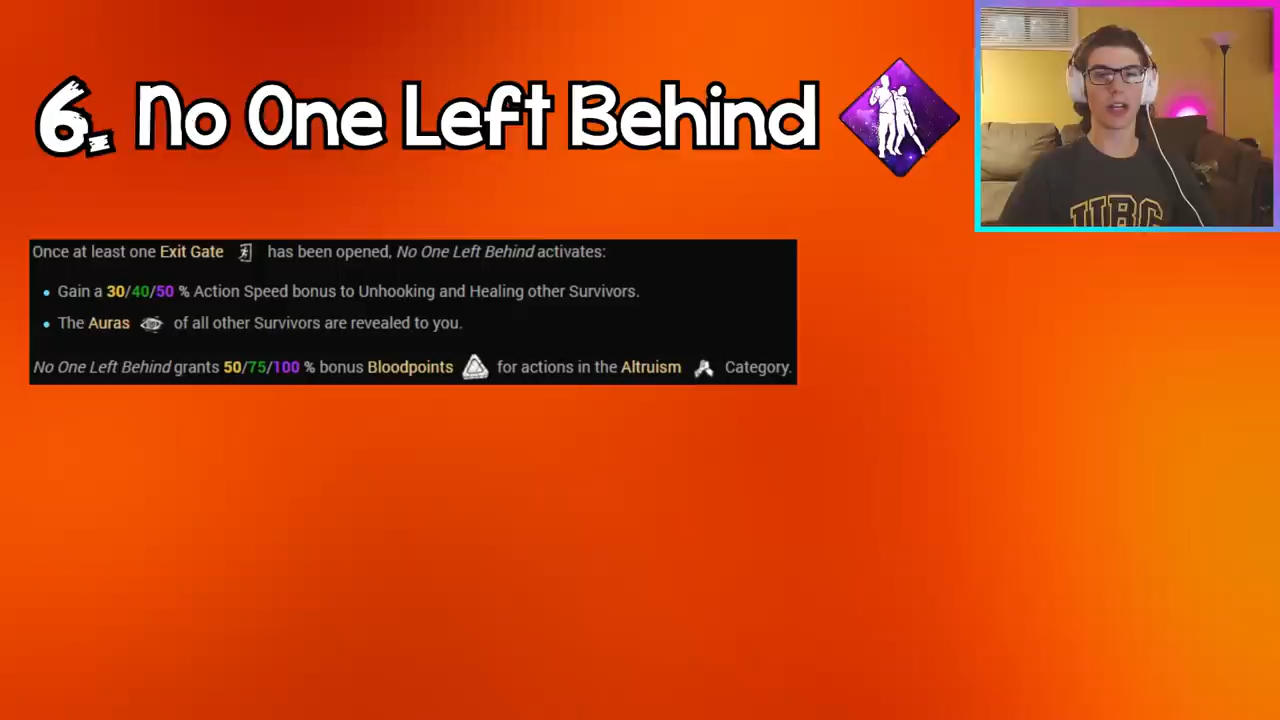 6. No One Left Behind
Once at least one Exit Gate has been opened, No One Left Behind activates:
• Gain a 30/40/50 % Action Speed bonus to Unhooking and Healing other Survivors.
• The Auras of all other Survivors are revealed to you.
No One Left Behind grants 50/75/100 % bonus Bloodpoints for actions in the Altruism Category.